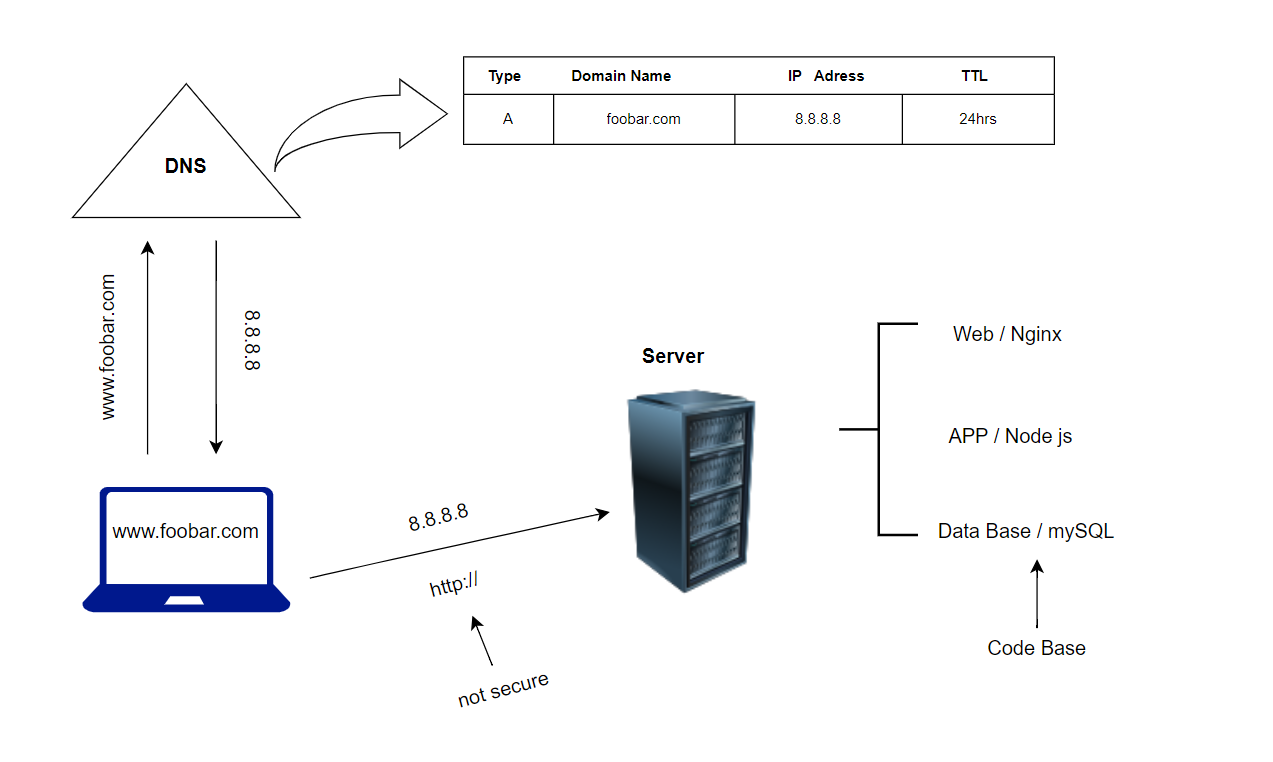 Type Domain Name IP Adress TTL
A foobar.com 8.8.8.8 24hrs
DNS
www.foobar.com
8.8.8.8
www.foobar.com
8.8.8.8
http://
not secure
Server
Web / Nginx
APP / Node js
Data Base / mySQL
Code Base